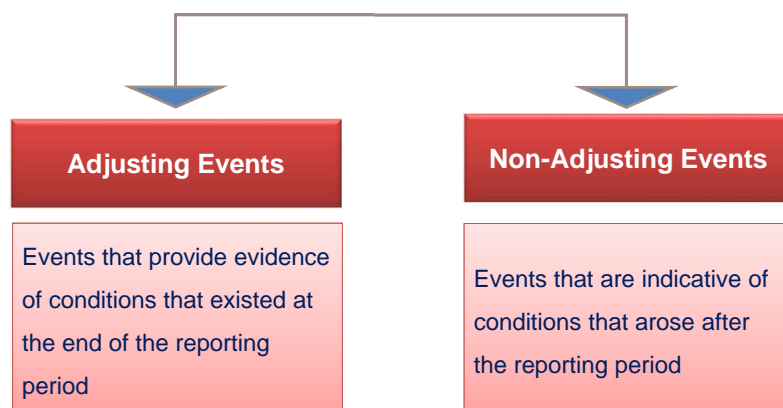 Adjusting Events
Events that provide evidence
of conditions that existed at
the end of the reporting
period
Non-Adjusting Events
Events that are indicative of
conditions that arose after
the reporting period